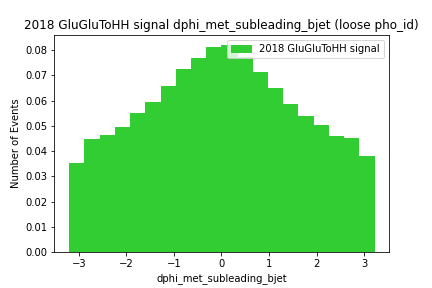 2018 GluGluToHH signal dphi_met_subleading_bjet (loose pho_id)
2018 GluGluToHH signal
Number of Events
0.08
0.07
0.06
0.05
0.04
0.03
0.02
0.01
0.00
−3 −2 −1 0 1 2 3
dphi_met_subleading_bjet